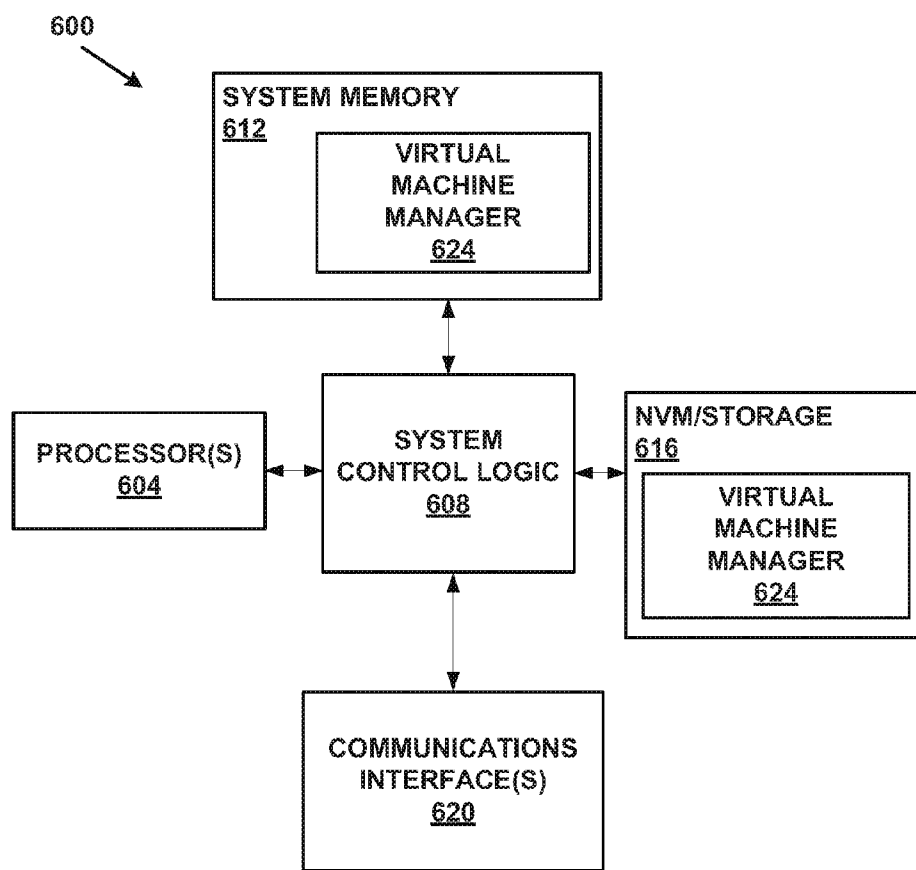 600
SYSTEM MEMORY
612
VIRTUAL
MACHINE
MANAGER
624
PROCESSOR(S)
604
SYSTEM
CONTROL LOGIC
608
NVM/STORAGE
616
VIRTUAL
MACHINE
MANAGER
624
COMMUNICATIONS
INTERFACE(S)
620